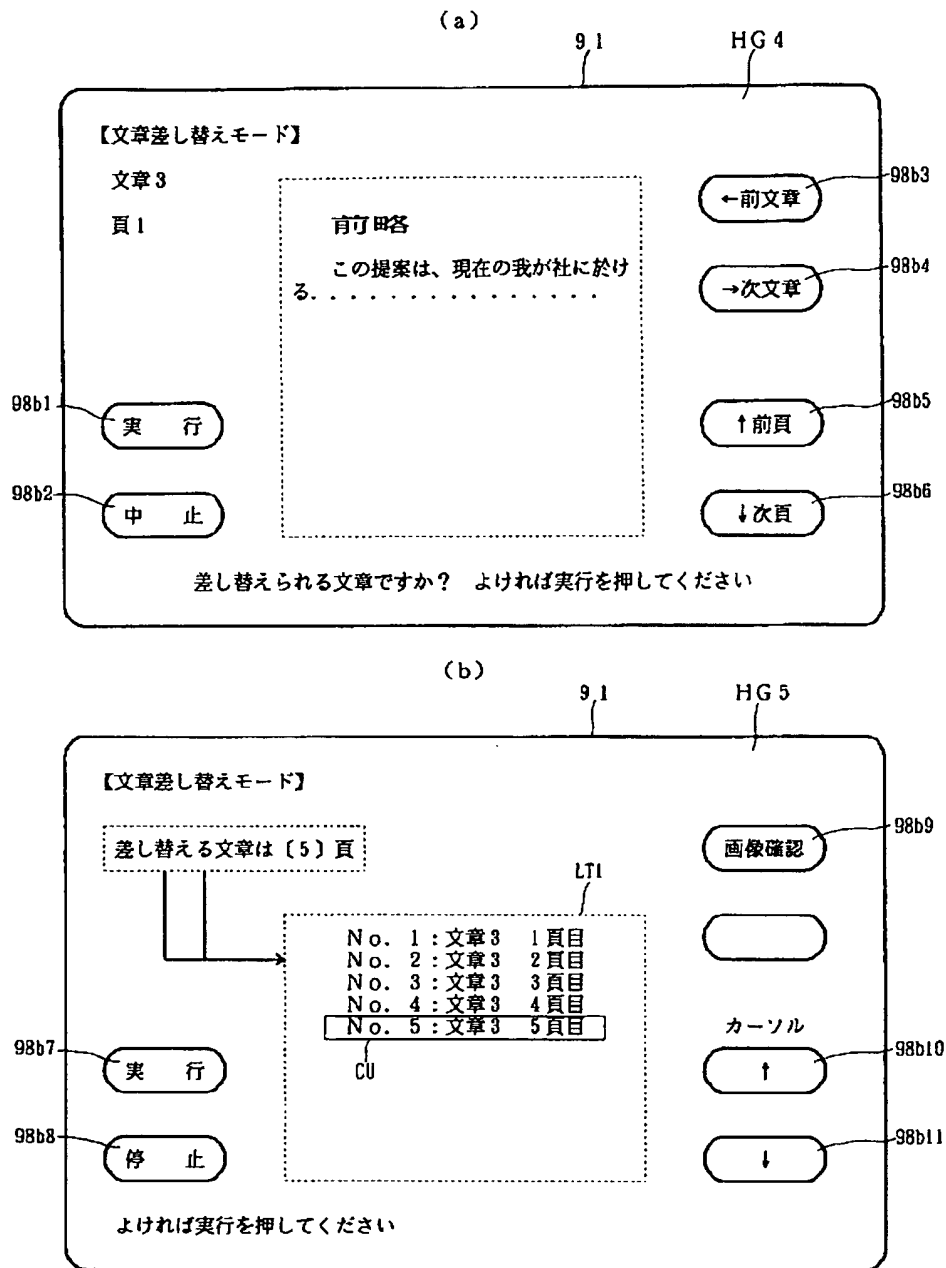 (a)
91
HG4
【文章差し替えモード】
文章3
頁1
前略
この提案は、現在の我が社に於け
る. . . . . . . . . . . . . . .
←前文章
98b3
→次文章
98b4
98b1
実 行
↑前頁
98b5
98b2
中 止
↓次頁
98b6
差し替えられる文章ですか? よければ実行を押してください
(b)
91
HG5
【文章差し替えモード】
差し替える文章は〔5〕頁
画像確認
98b9
LT1
No. 1:文章3 1頁目
No. 2:文章3 2頁目
No. 3:文章3 3頁目
No. 4:文章3 4頁目
No. 5:文章3 5頁目
CU
カーソル
98b7
実 行
↑
98b10
98b8
停 止
↓
98b11
よければ実行を押してください